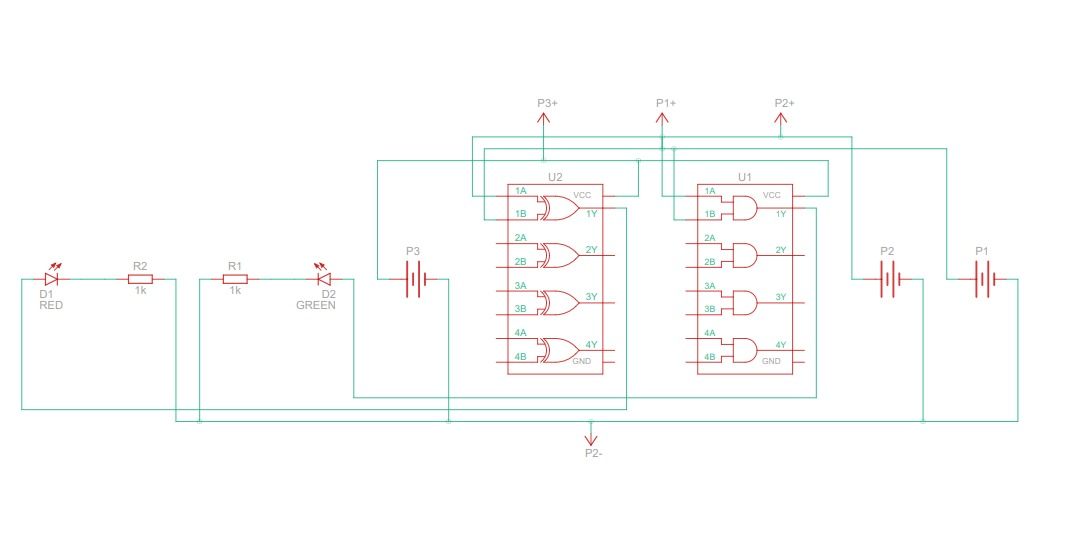 P3+ P1+ P2+
U2 U1
1A VCC 1A VCC
1B 1Y 1B 1Y
2A 2A
2B 2Y 2B 2Y
3A 3A
3B 3Y 3B 3Y
4A 4A
4B 4Y GND 4B 4Y GND
P3 P2 P1
R2 R1
D1 1k 1k D2
RED GREEN
P2-